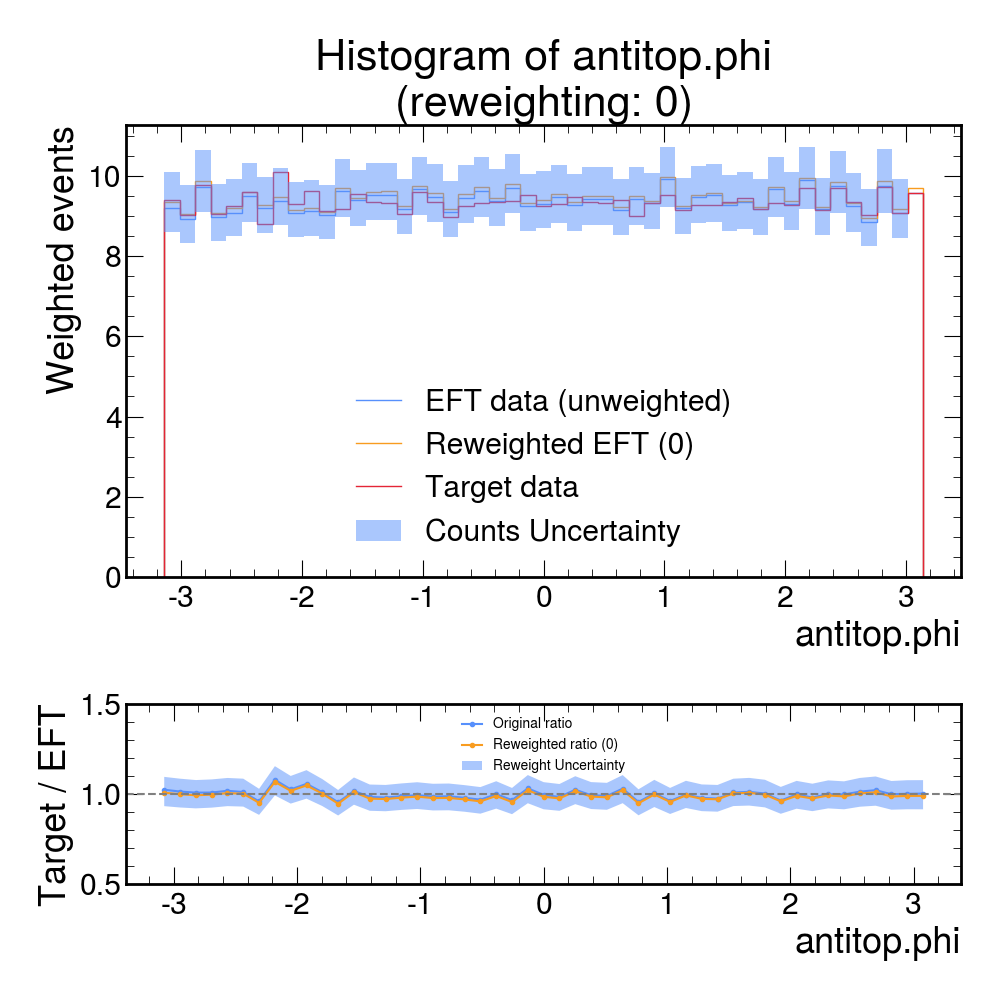 Histogram of antitop.phi
(reweighting: 0)
Weighted events
10
8
6
4
2
0
EFT data (unweighted)
Reweighted EFT (0)
Target data
Counts Uncertainty
-3 -2 -1 0 1 2 3
antitop.phi
Target / EFT
1.5
1.0
0.5
Original ratio
Reweighted ratio (0)
Reweight Uncertainty
-3 -2 -1 0 1 2 3
antitop.phi